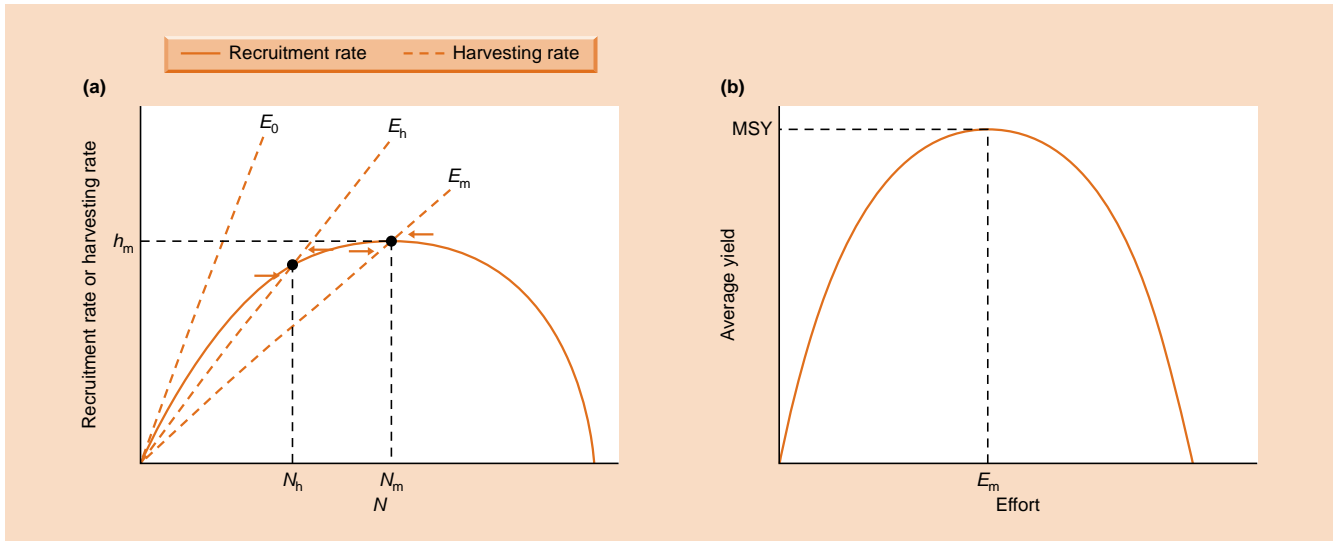 Recruitment rate Harvesting rate
(a)
E0
Eh
Em
Recruitment rate or harvesting rate
hm
Nh Nm
N
(b)
MSY
Average yield
Em
Effort